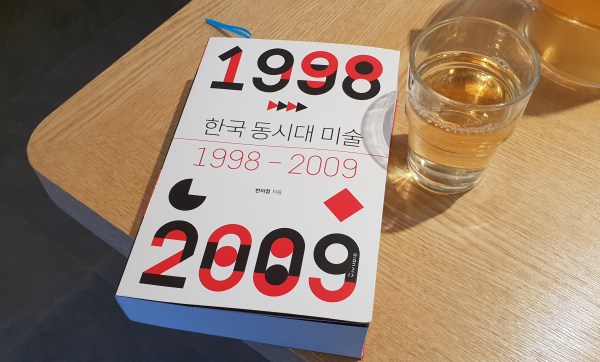 1998
한국 동시대 미술
1998 – 2009
반이정 지음
2009